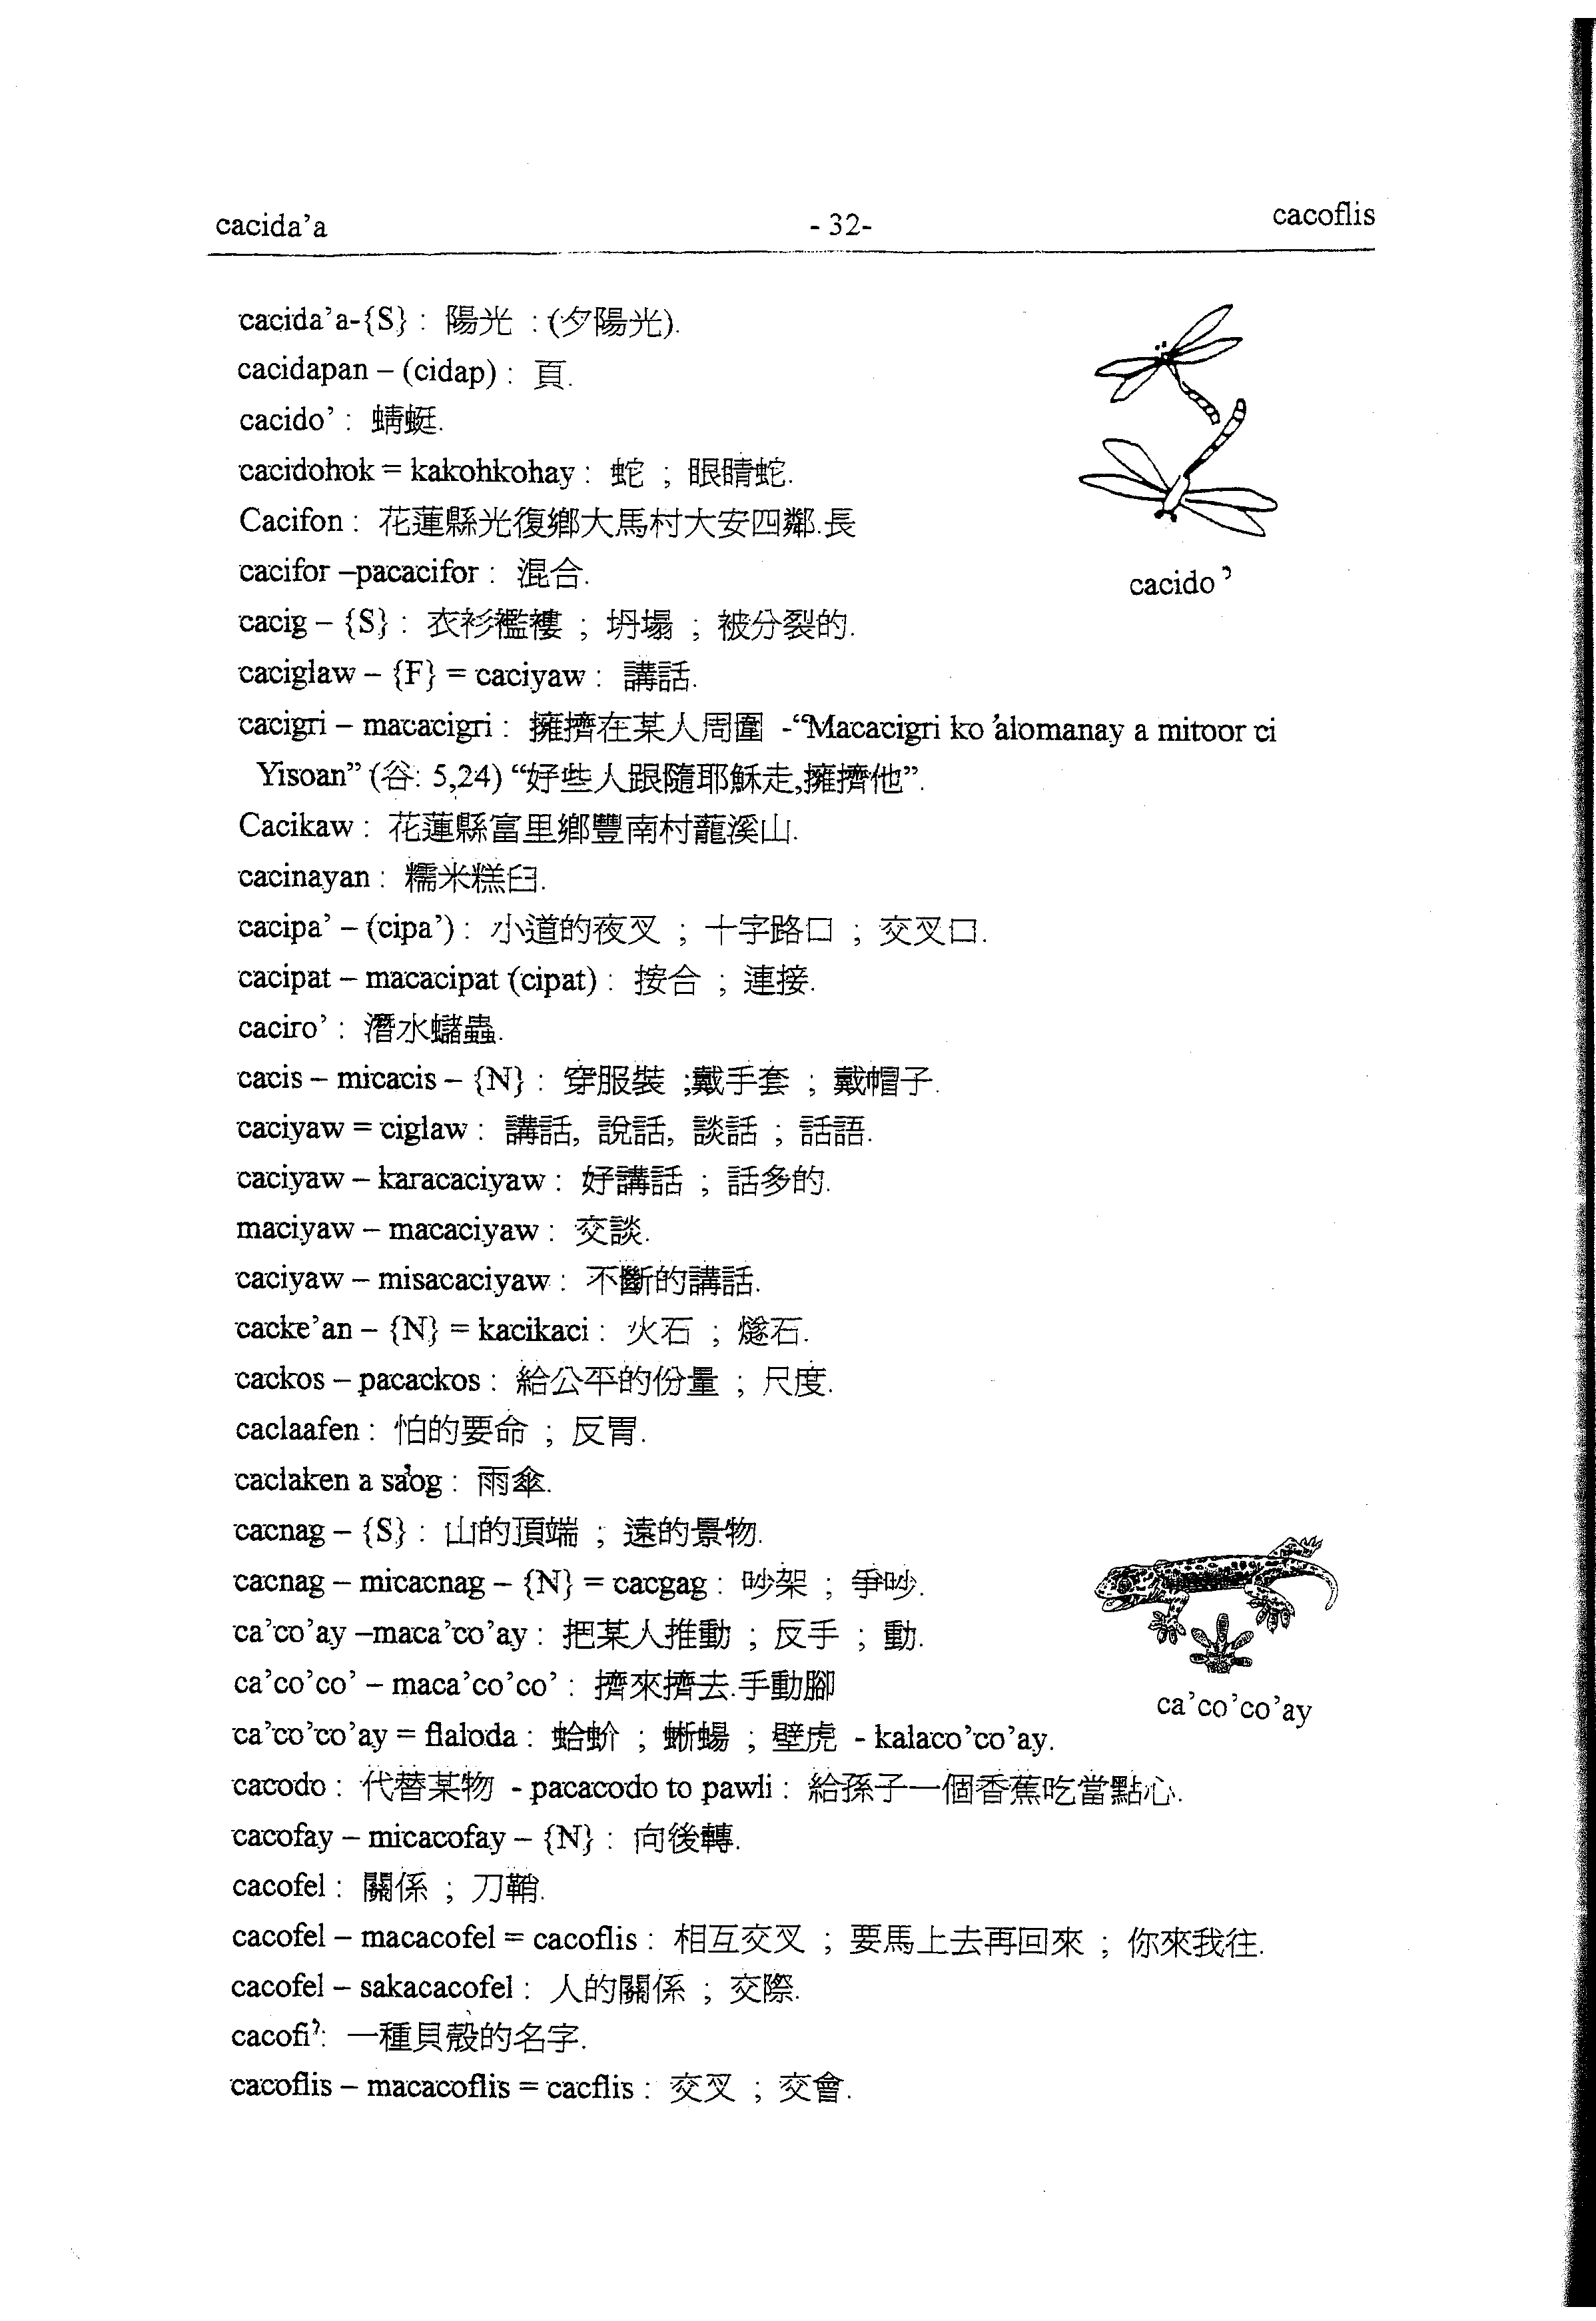 cacida’a
- 32-
cacoflis
cacida’a-{S} : 陽光 : (夕陽光).
cacidapan – (cidap) : 頁.
cacido’ : 蜻蜓.
cacidohok = kakohkohay : 蛇 ; 眼睛蛇.
Cacifon : 花蓮縣光復鄉大馬村大安四鄰.長
cacifor –pacacifor : 混合.
cacido’
cacig – {S} : 衣衫襤褸 ; 坍塌 ; 被分裂的.
caciglaw – {F} = caciyaw : 講話.
cacigri – macacigri : 擁擠在某人周圍 -“Macacigri ko ’alomanay a mitoor ci
Yisoan” (谷: 5,24) “好些人跟隨耶穌走,擁擠他”.
Cacikaw : 花蓮縣富里鄉豐南村蘢溪山.
cacinayan : 糯米糕臼.
cacipa’ – (cipa’) : 小道的夜叉 ; 十字路口 ; 交叉口.
cacipat – macacipat (cipat) : 按合 ; 連接.
caciro’ : 潛水蠩蟲.
cacis – micacis – {N} : 穿服裝 ;戴手套 ; 戴帽子.
caciyaw = ciglaw : 講話, 說話, 談話 ; 話語.
caciyaw – karacaciyaw : 好講話 ; 話多的.
maciyaw – macaciyaw : 交談.
caciyaw – misacaciyaw : 不斷的講話.
cacke’an – {N} = kacikaci : 火石 ; 燧石.
cackos – pacackos : 給公平的份量 ; 尺度.
caclaafen : 怕的要命 ; 反胃.
caclaken a sa’og : 雨傘.
cacnag – {S} : 山的頂端 ; 遠的景物.
cacnag – micacnag – {N} = cacgag : 吵架 ; 爭吵.
ca’co’ay –maca’co’ay : 把某人推動 ; 反手 ; 動.
ca’co’co’ – maca’co’co’ : 擠來擠去.手動腳
ca’co’co’ay
ca’co’co’ay = flaloda : 蛤蚧 ; 蜥蜴 ; 壁虎 - kalaco’co’ay.
cacodo : 代替某物 - pacacodo to pawli : 給孫子一個香蕉吃當點心.
cacofay – micacofay – {N} : 向後轉.
cacofel : 關係 ; 刀鞘.
cacofel – macacofel = cacoflis : 相互交叉 ; 要馬上去再回來 ; 你來我往.
cacofel – sakacacofel : 人的關係 ; 交際.
cacofi’: 一種貝殼的名字.
cacoflis – macacoflis = cacflis : 交叉 ; 交會.